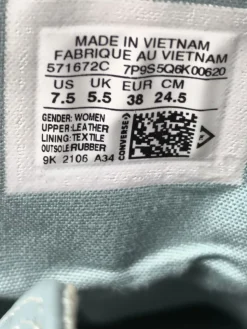 MADE IN VIETNAM
FABRIQUE AU VIETNAM
571672C 7P9S5Q6K00620
US UK EUR CM
7.5 5.5 38 24.5
GENDER: WOMEN
UPPER:LEATHER
LINING:TEXTILE
OUTSOLE:RUBBER
9K 2106 A34
CONVERSE